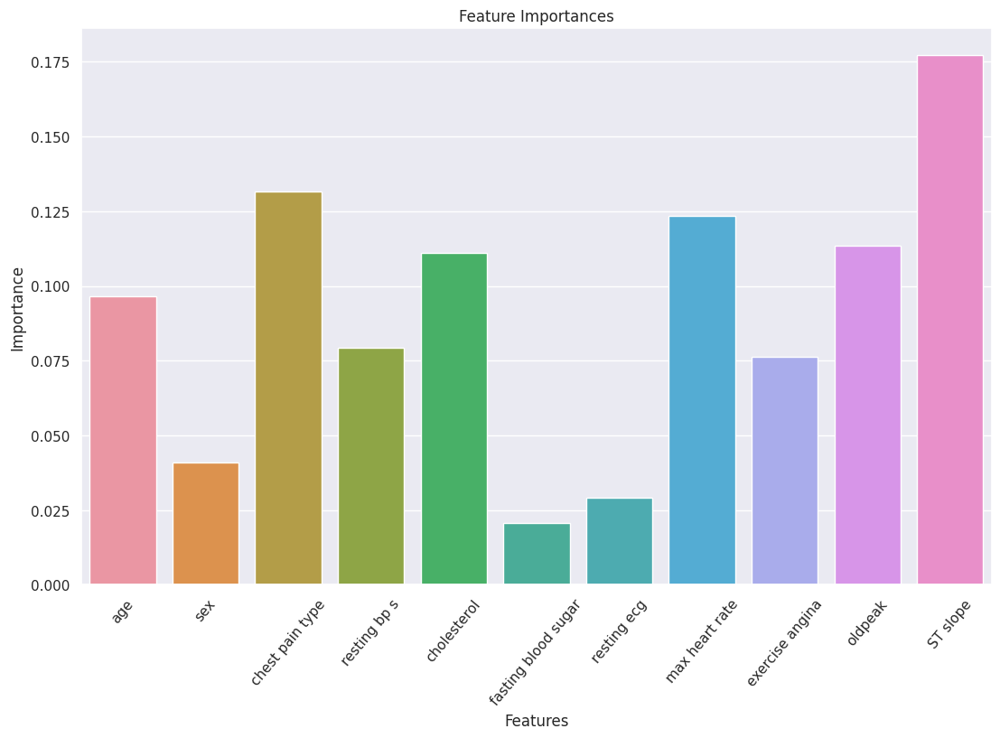 Feature Importances
Importance
0.175
0.150
0.125
0.100
0.075
0.050
0.025
0.000
age
sex
chest pain type
resting bp s
cholesterol
fasting blood sugar
resting ecg
max heart rate
exercise angina
oldpeak
ST slope
Features